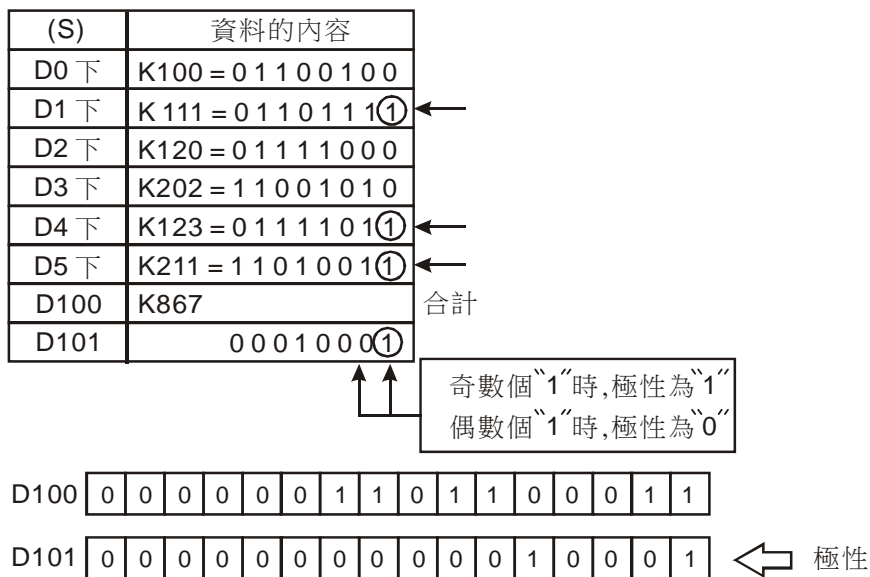 (S) 資料的內容
D0 下 K100 = 0 1 1 0 0 1 0 0
D1 下 K 111 = 0 1 1 0 1 1 1 1
D2 下 K120 = 0 1 1 1 1 0 0 0
D3 下 K202 = 1 1 0 0 1 0 1 0
D4 下 K123 = 0 1 1 1 1 0 1 1
D5 下 K211 = 1 1 0 1 0 0 1 1
D100 K867 合計
D101 0 0 0 1 0 0 0 1
奇數個〝1〞時,極性為〝1〞
偶數個〝1〞時,極性為〝0〞
D100 0 0 0 0 0 0 1 1 0 1 1 0 0 0 1 1
D101 0 0 0 0 0 0 0 0 0 0 0 1 0 0 0 1 極性